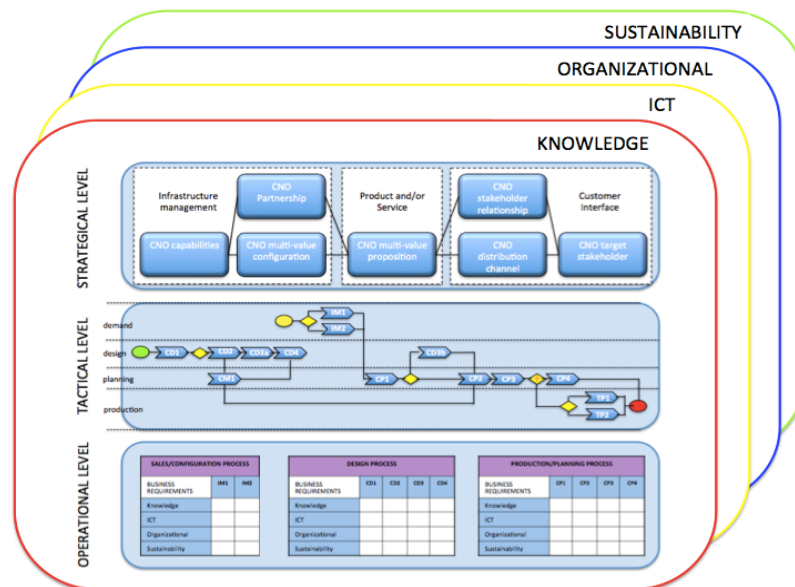 SUSTAINABILITY
ORGANIZATIONAL
ICT
KNOWLEDGE
STRATEGICAL LEVEL
Infrastructure
management
CNO
Partnership
CNO capabilities
CNO multi-value
configuration
Product and/or
Service
CNO multi-value
proposition
CNO
stakeholder
relationship
Customer
Interface
CNO
distribution
channel
CNO target
stakeholder
TACTICAL LEVEL
demand
IM1
IM2
design
CD1
CD2
CD3a
CD4
CD3b
planning
CM1
CP1
CP2
CP3
CP4
production
TP1
TP2
OPERATIONAL LEVEL
SALES/CONFIGURATION PROCESS
BUSINESS
REQUIREMENTS
IM1
IM2
Knowledge
ICT
Organizational
Sustainability
DESIGN PROCESS
BUSINESS
REQUIREMENTS
CD1
CD2
CD3
CD4
Knowledge
ICT
Organizational
Sustainability
PRODUCTION/PLANNING PROCESS
BUSINESS
REQUIREMENTS
CP1
CP2
CP3
CP4
Knowledge
ICT
Organizational
Sustainability